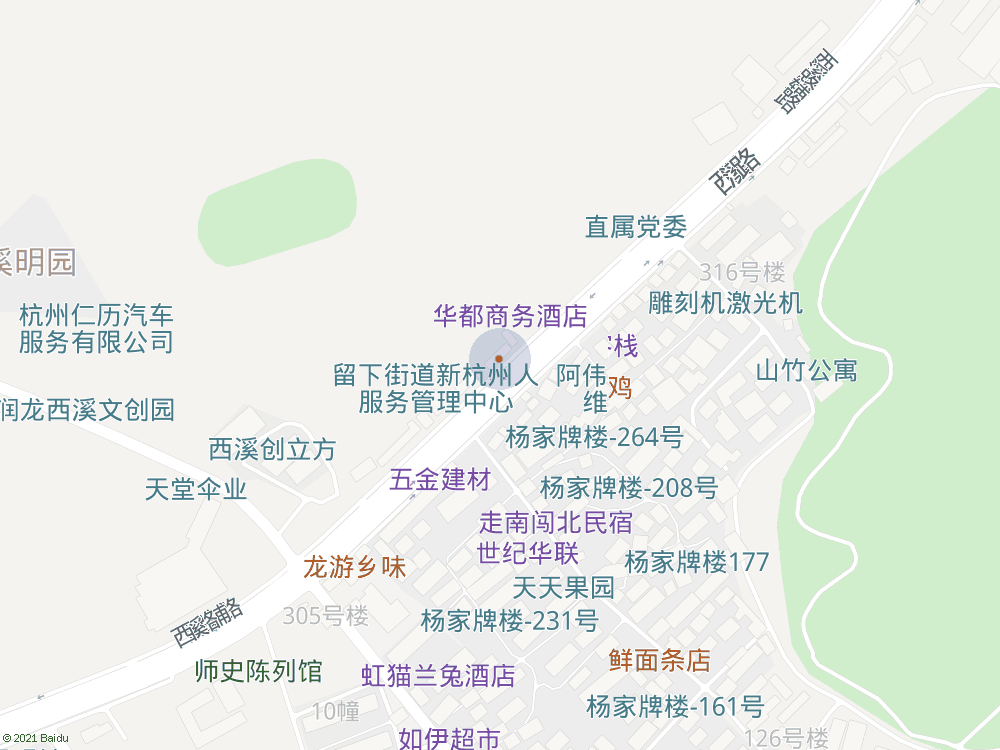 西溪路
西溪路辅路
直属党委
316号楼
溪明园
雕刻机激光机
杭州仁历汽车
服务有限公司
华都商务酒店
栈
留下街道新杭州人
服务管理中心
阿伟
维
鸡
山竹公寓
润龙西溪文创园
杨家牌楼-264号
西溪创立方
五金建材
天堂伞业
杨家牌楼-208号
走南闯北民宿
世纪华联
杨家牌楼177
龙游乡味
天天果园
305号楼
杨家牌楼-231号
西溪路辅路
鲜面条店
师史陈列馆
虹猫兰兔酒店
杨家牌楼-161号
10幢
如伊超市
126号楼
© 2021 Baidu